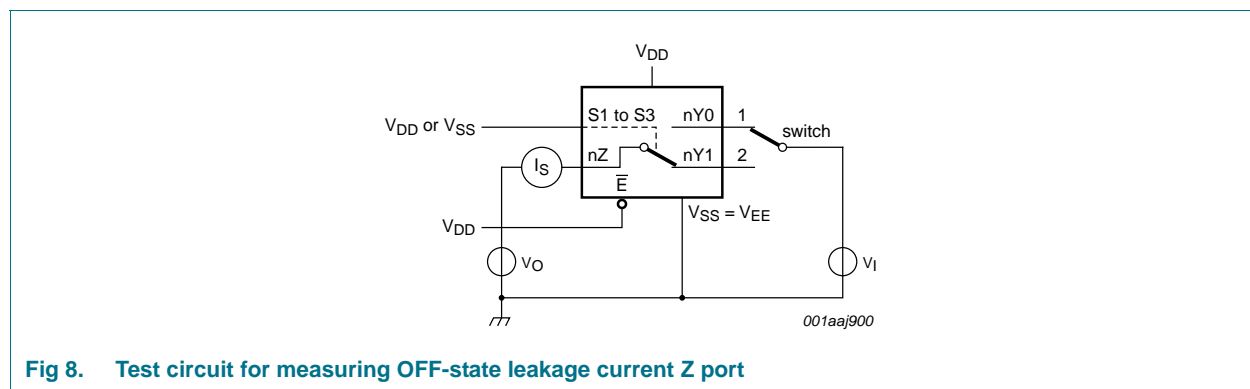 VDD
S1 to S3 nY0 1
switch
VDD or VSS
nZ nY1 2
IS
E
VSS = VEE
VDD
VO
VI
001aaj900
Fig 8. Test circuit for measuring OFF-state leakage current Z port